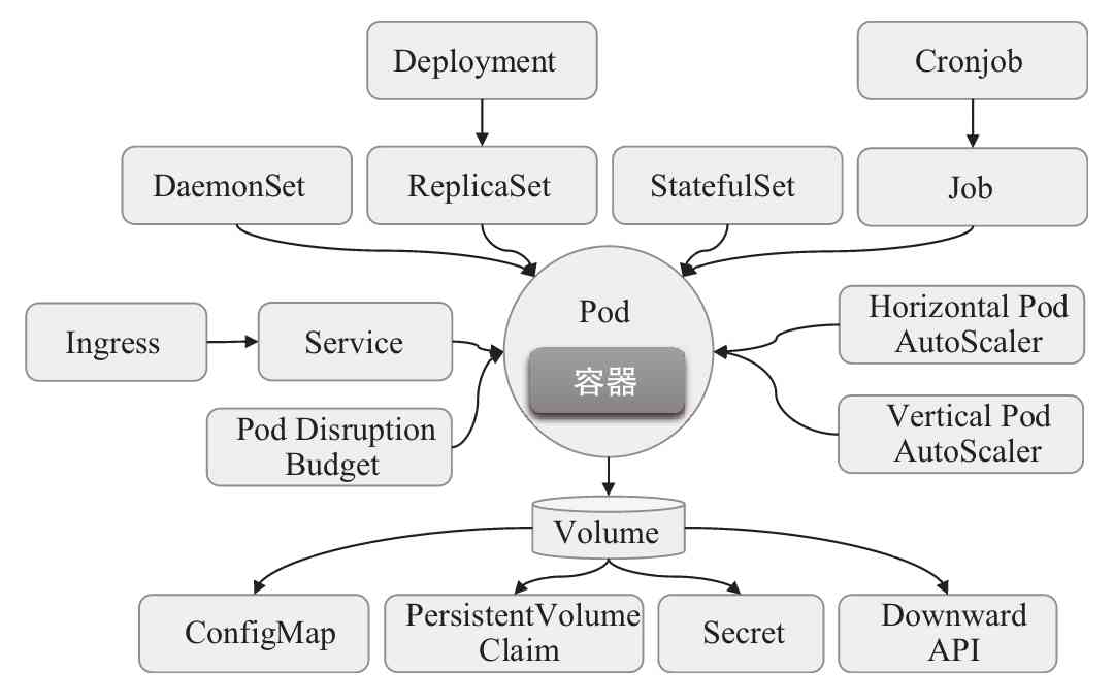 Deployment
Cronjob
DaemonSet
ReplicaSet
StatefulSet
Job
Pod
容器
Ingress
Service
Horizontal Pod
AutoScaler
Pod Disruption
Budget
Vertical Pod
AutoScaler
Volume
ConfigMap
PersistentVolume
Claim
Secret
Downward
API